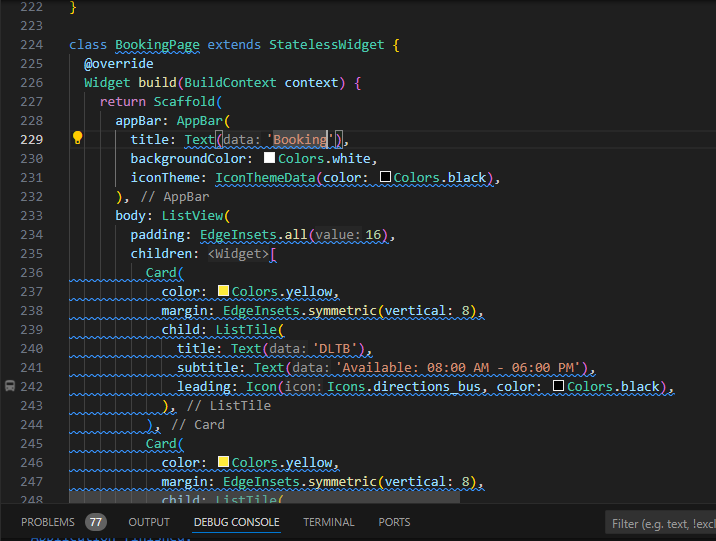 222 }
223
224 class BookingPage extends StatelessWidget {
225 @override
226 Widget build(BuildContext context) {
227 return Scaffold(
228 appBar: AppBar(
229 title: Text(data: 'Booking'),
230 backgroundColor: Colors.white,
231 iconTheme: IconThemeData(color: Colors.black),
232 ), // AppBar
233 body: ListView(
234 padding: EdgeInsets.all(value: 16),
235 children: <Widget>[
236 Card(
237 color: Colors.yellow,
238 margin: EdgeInsets.symmetric(vertical: 8),
239 child: ListTile(
240 title: Text(data: 'DLTB'),
241 subtitle: Text(data: 'Available: 08:00 AM - 06:00 PM'),
242 leading: Icon(icon: Icons.directions_bus, color: Colors.black),
243 ), // ListTile
244 ), // Card
245 Card(
246 color: Colors.yellow,
247 margin: EdgeInsets.symmetric(vertical: 8),
248 child: ListTile(
PROBLEMS 77 OUTPUT DEBUG CONSOLE TERMINAL PORTS Filter (e.g. text, !excl
Application finished.